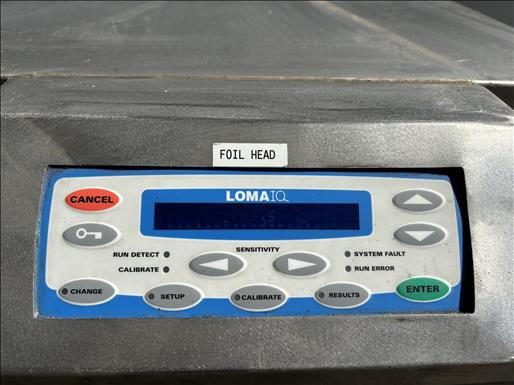 FOIL HEAD
LOMA IQ
CANCEL
SENSITIVITY
RUN DETECT
SYSTEM FAULT
CALIBRATE
RUN ERROR
CHANGE
SETUP
CALIBRATE
RESULTS
ENTER